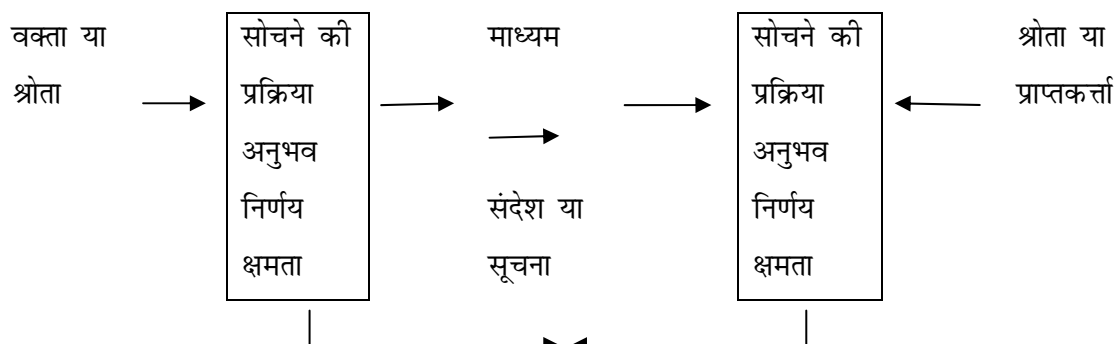 वक्ता या
श्रोता
सोचने की
प्रक्रिया
अनुभव
निर्णय
क्षमता
माध्यम
संदेश या
सूचना
सोचने की
प्रक्रिया
अनुभव
निर्णय
क्षमता
श्रोता या
प्राप्तकर्त्ता